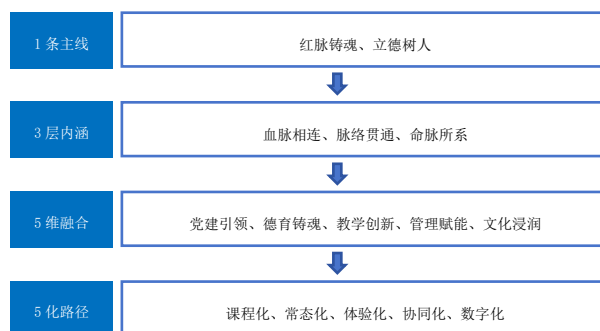 1 条主线
红脉铸魂、立德树人
3 层内涵
血脉相连、脉络贯通、命脉所系
5 维融合
党建引领、德育铸魂、教学创新、管理赋能、文化浸润
5 化路径
课程化、常态化、体验化、协同化、数字化